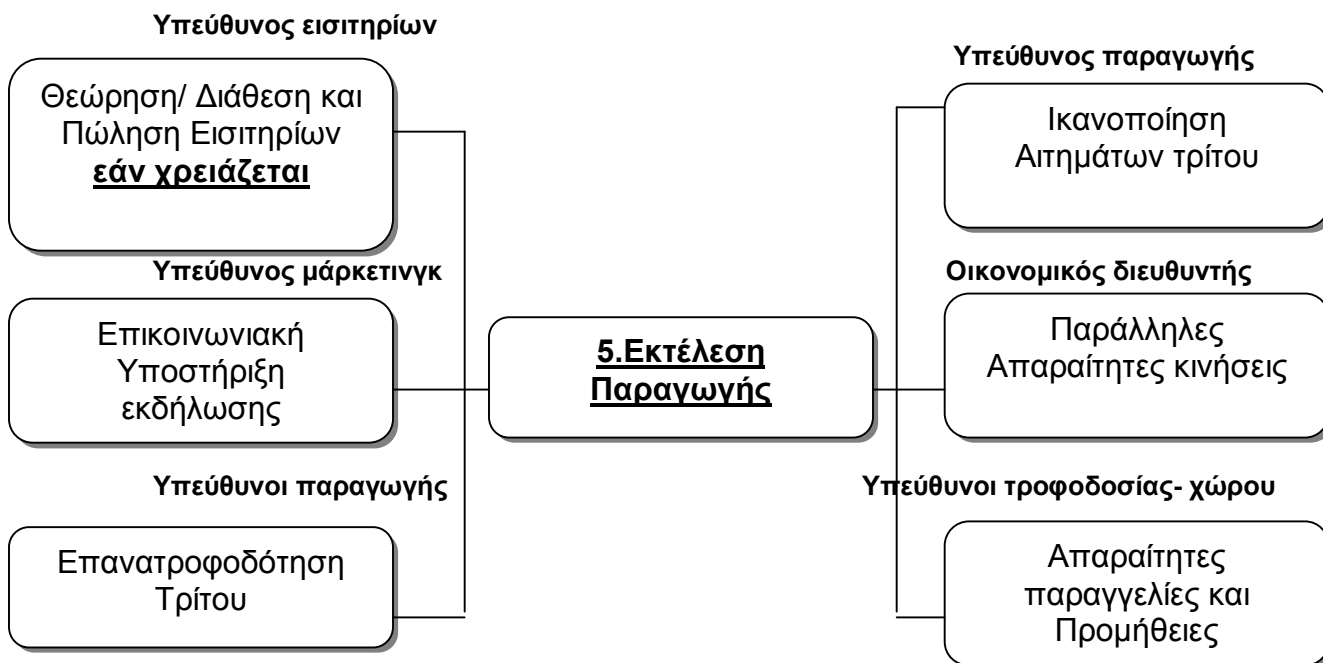 Υπεύθυνος εισιτηρίων
Θεώρηση/ Διάθεση και
Πώληση Εισιτηρίων
εάν χρειάζεται
Υπεύθυνος μάρκετινγκ
Επικοινωνιακή
Υποστήριξη
εκδήλωσης
Υπεύθυνοι παραγωγής
Επανατροφοδότηση
Τρίτου
5.Εκτέλεση
Παραγωγής
Υπεύθυνος παραγωγής
Ικανοποίηση
Αιτημάτων τρίτου
Οικονομικός διευθυντής
Παράλληλες
Απαραίτητες κινήσεις
Υπεύθυνοι τροφοδοσίας- χώρου
Απαραίτητες
παραγγελίες και
Προμήθειες